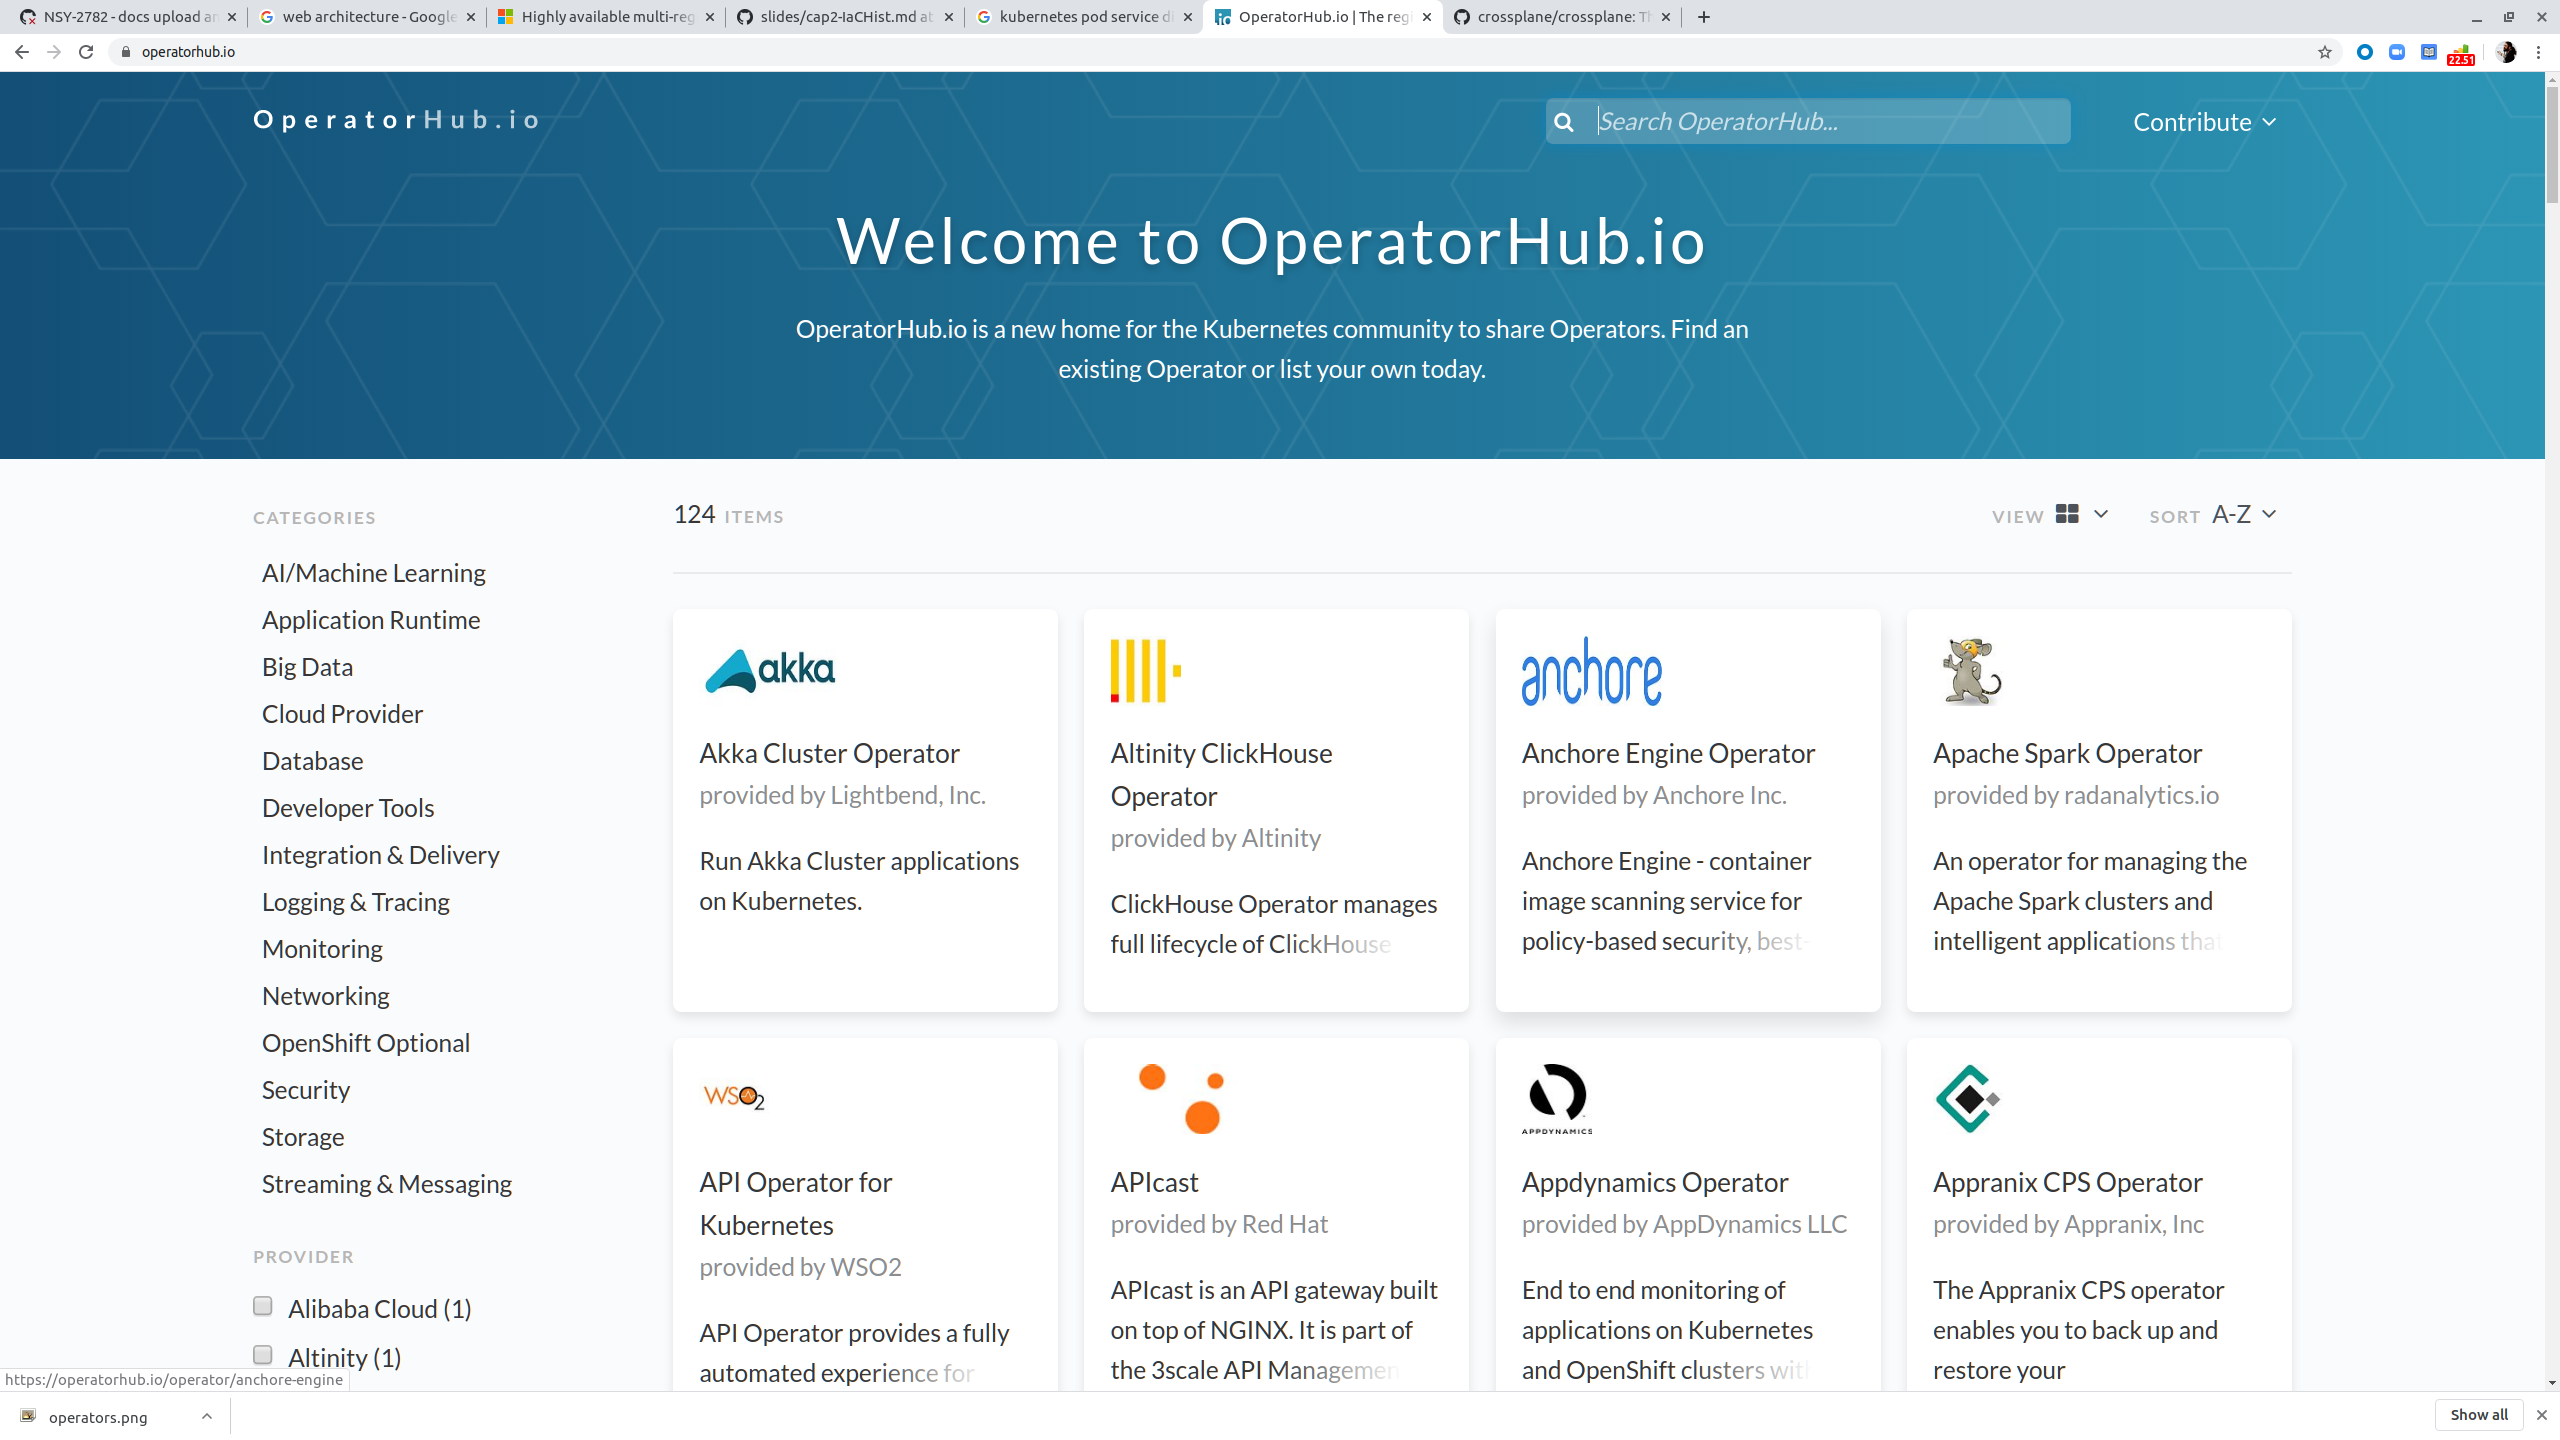 NSY-2782 - docs upload an
web architecture - Google
Highly available multi-reg
slides/cap2-IaCHist.md at
kubernetes pod service di
OperatorHub.io | The regi
crossplane/crossplane: Th
operatorhub.io
22.51
OperatorHub.io
Search OperatorHub...
Contribute
Welcome to OperatorHub.io
OperatorHub.io is a new home for the Kubernetes community to share Operators. Find an
existing Operator or list your own today.
CATEGORIES
AI/Machine Learning
Application Runtime
Big Data
Cloud Provider
Database
Developer Tools
Integration & Delivery
Logging & Tracing
Monitoring
Networking
OpenShift Optional
Security
Storage
Streaming & Messaging
PROVIDER
Alibaba Cloud (1)
Altinity (1)
124 ITEMS
VIEW
SORT A-Z
akka
Akka Cluster Operator
provided by Lightbend, Inc.
Run Akka Cluster applications
on Kubernetes.
Altinity ClickHouse
Operator
provided by Altinity
ClickHouse Operator manages
full lifecycle of ClickHouse
anchore
Anchore Engine Operator
provided by Anchore Inc.
Anchore Engine - container
image scanning service for
policy-based security, best-
Apache Spark Operator
provided by radanalytics.io
An operator for managing the
Apache Spark clusters and
intelligent applications that
WSO2
API Operator for
Kubernetes
provided by WSO2
API Operator provides a fully
automated experience for
APIcast
provided by Red Hat
APIcast is an API gateway built
on top of NGINX. It is part of
the 3scale API Managemen
APPDYNAMICS
Appdynamics Operator
provided by AppDynamics LLC
End to end monitoring of
applications on Kubernetes
and OpenShift clusters with
Appranix CPS Operator
provided by Appranix, Inc
The Appranix CPS operator
enables you to back up and
restore your
https://operatorhub.io/operator/anchore-engine
operators.png
Show all